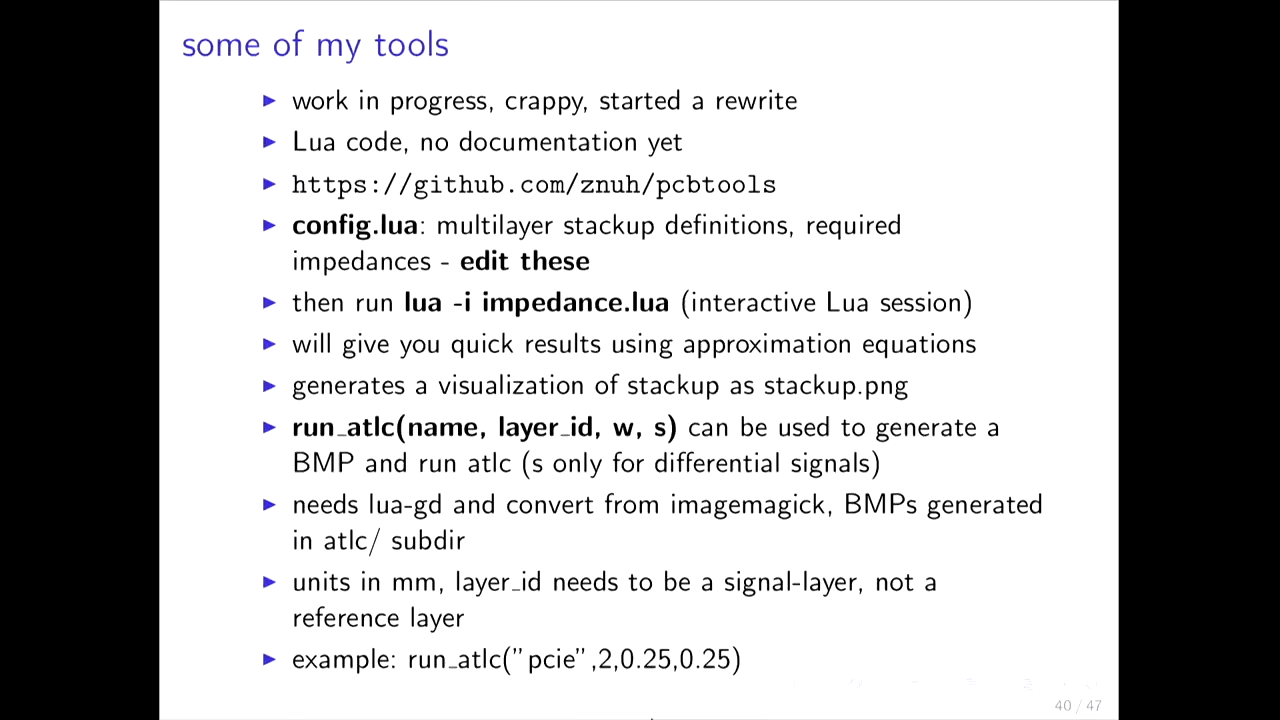 some of my tools
work in progress, crappy, started a rewrite
Lua code, no documentation yet
https://github.com/znuh/pcbtools
config.lua: multilayer stackup definitions, required
impedances - edit these
then run lua -i impedance.lua (interactive Lua session)
will give you quick results using approximation equations
generates a visualization of stackup as stackup.png
run_atlc(name, layer_id, w, s) can be used to generate a
BMP and run atlc (s only for differential signals)
needs lua-gd and convert from imagemagick, BMPs generated
in atlc/ subdir
units in mm, layer_id needs to be a signal-layer, not a
reference layer
example: run_atlc("pcie",2,0.25,0.25)
40 / 47